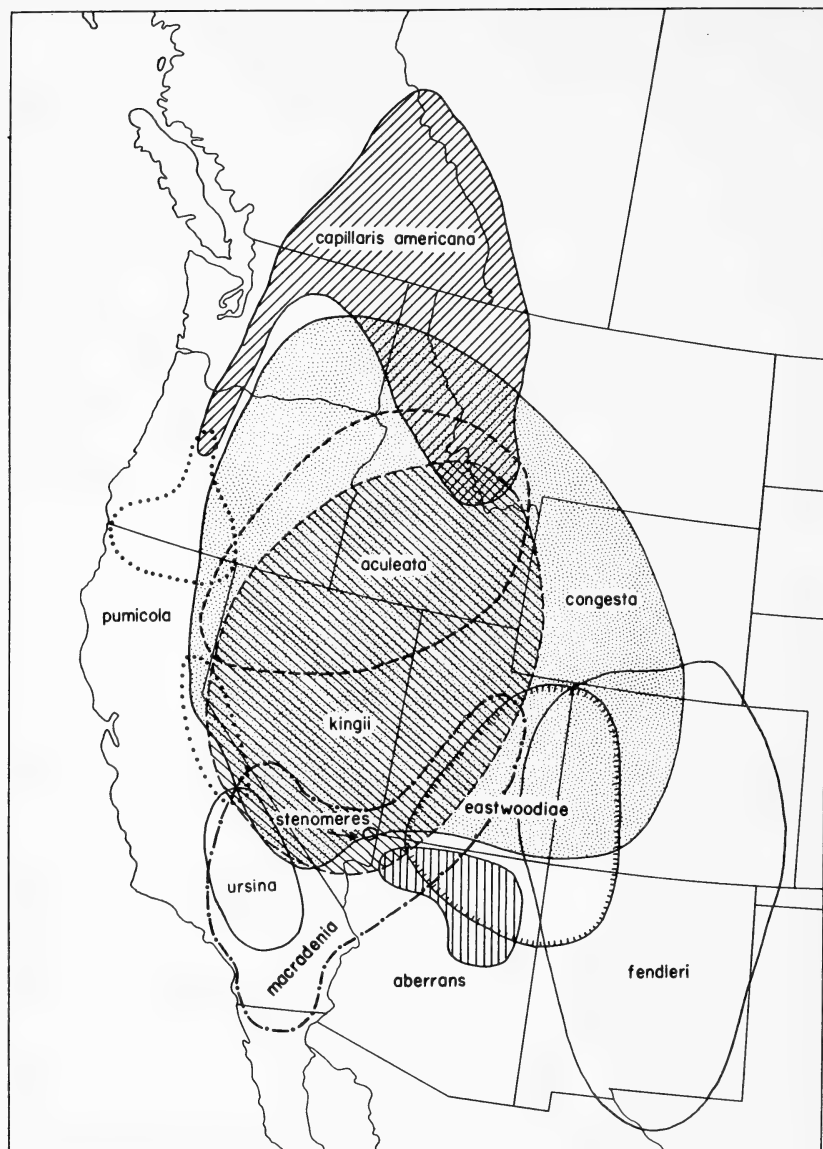 capillaris americana
aculeata
congesta
pumicola
kingii
eastwoodiae
stenomeres
ursina
macradenia
fendleri
aberrans